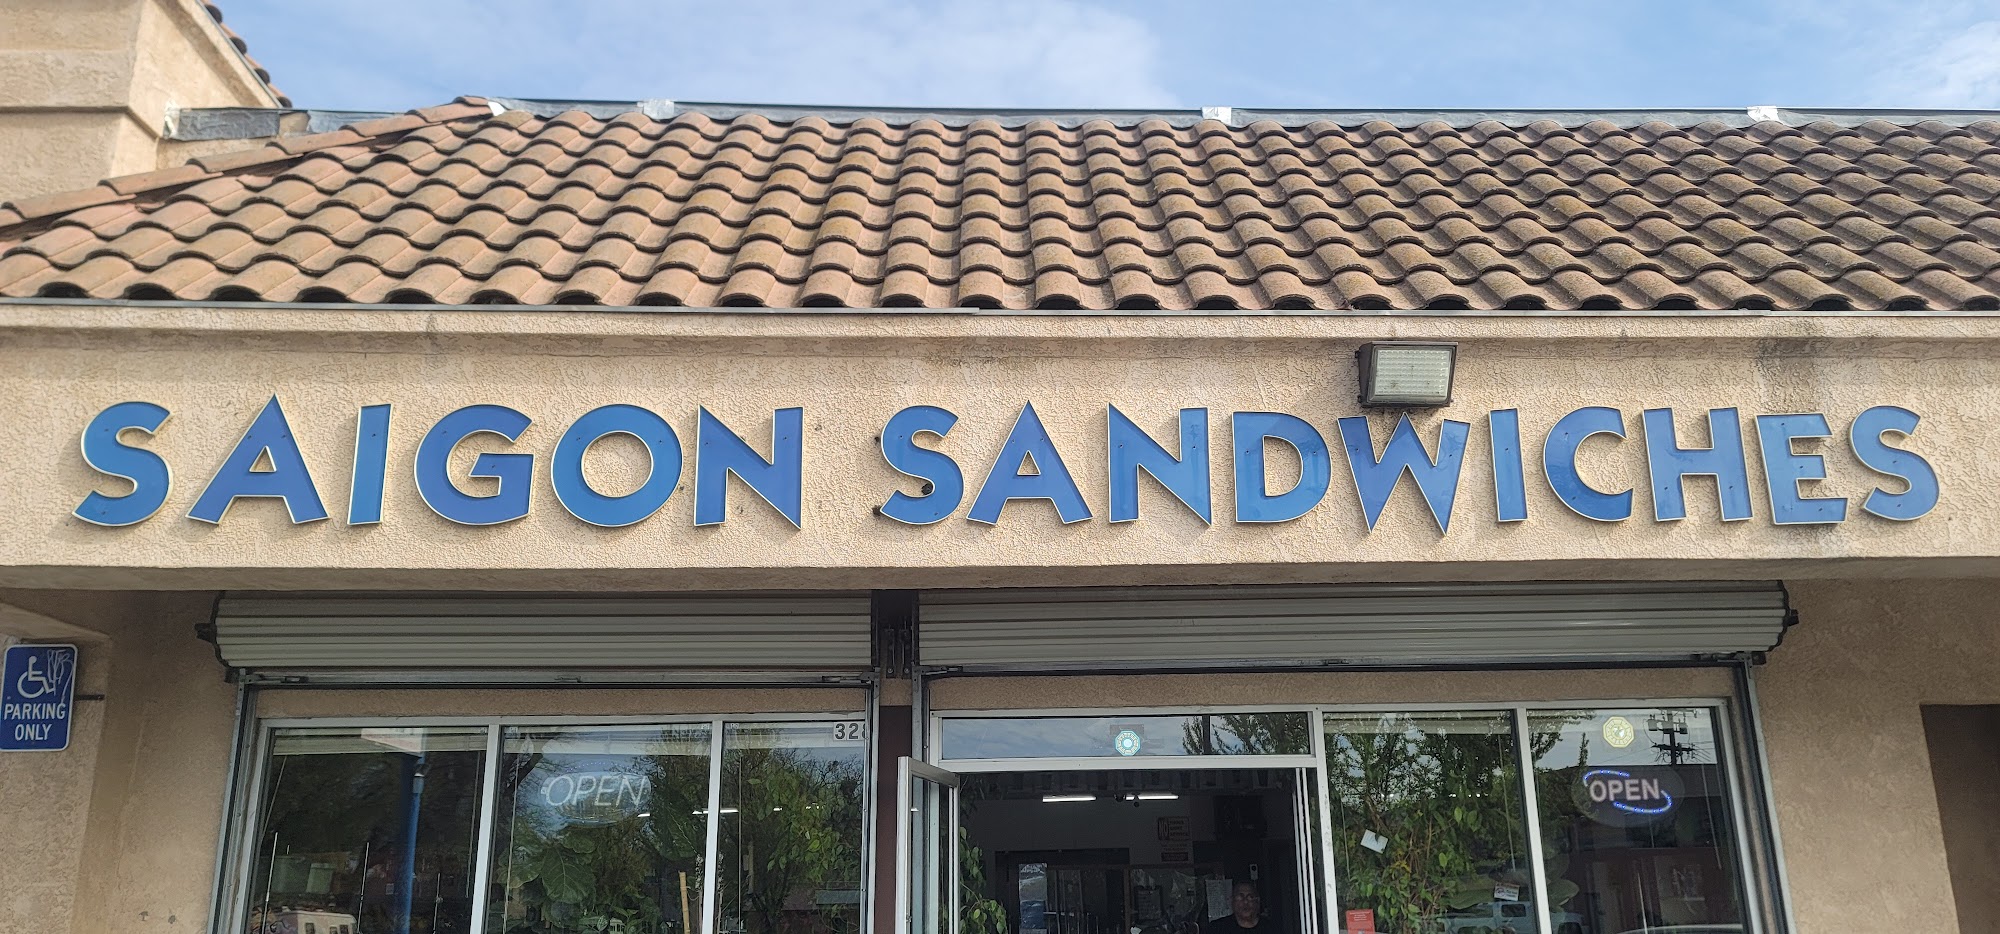 SAIGON SANDWICHES
PARKING
ONLY
328
OPEN
OPEN